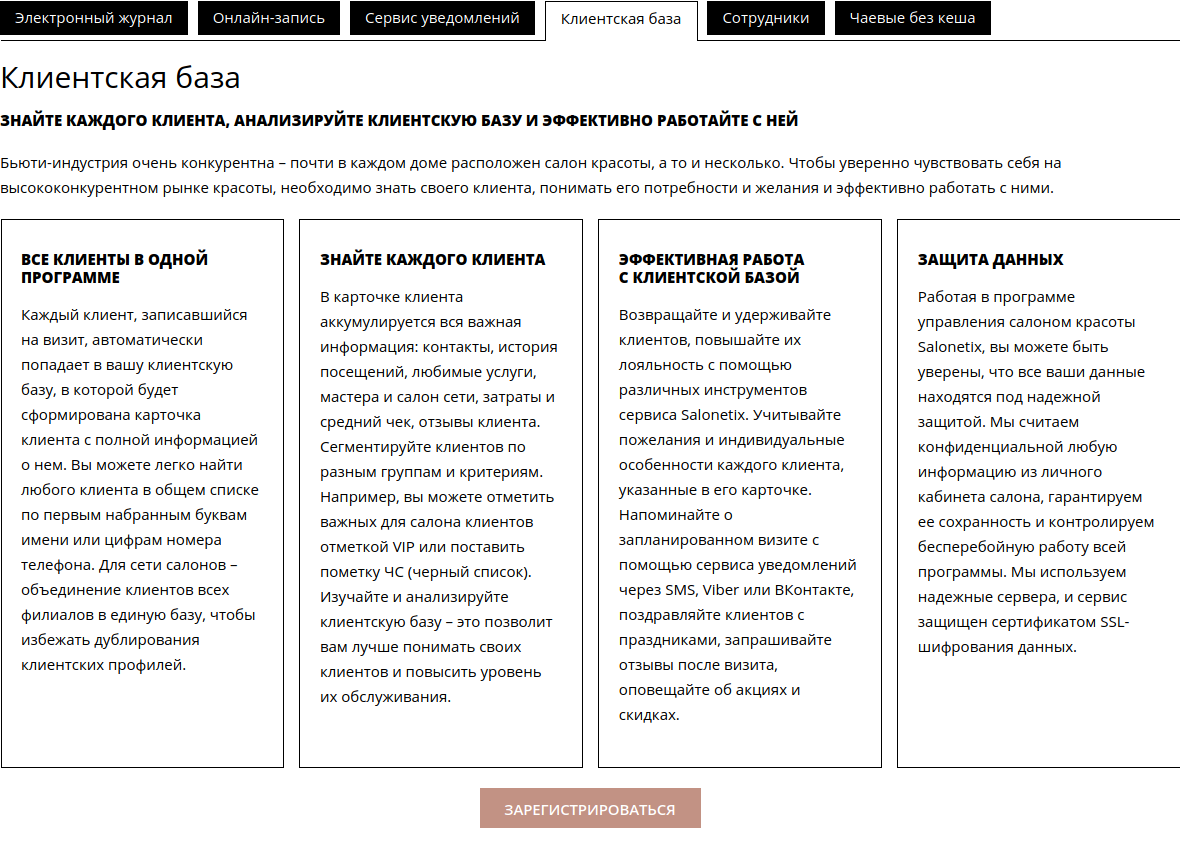 Электронный журнал
Онлайн-запись
Сервис уведомлений
Клиентская база
Сотрудники
Чаевые без кеша
Клиентская база
ЗНАЙТЕ КАЖДОГО КЛИЕНТА, АНАЛИЗИРУЙТЕ КЛИЕНТСКУЮ БАЗУ И ЭФФЕКТИВНО РАБОТАЙТЕ С НЕЙ
Бьюти-индустрия очень конкурентна – почти в каждом доме расположен салон красоты, а то и несколько. Чтобы уверенно чувствовать себя на
высококонкурентном рынке красоты, необходимо знать своего клиента, понимать его потребности и желания и эффективно работать с ними.
ВСЕ КЛИЕНТЫ В ОДНОЙ
ПРОГРАММЕ
Каждый клиент, записавшийся
на визит, автоматически
попадает в вашу клиентскую
базу, в которой будет
сформирована карточка
клиента с полной информацией
о нем. Вы можете легко найти
любого клиента в общем списке
по первым набранным буквам
имени или цифрам номера
телефона. Для сети салонов –
объединение клиентов всех
филиалов в единую базу, чтобы
избежать дублирования
клиентских профилей.
ЗНАЙТЕ КАЖДОГО КЛИЕНТА
В карточке клиента
аккумулируется вся важная
информация: контакты, история
посещений, любимые услуги,
мастера и салон сети, затраты и
средний чек, отзывы клиента.
Сегментируйте клиентов по
разным группам и критериям.
Например, вы можете отметить
важных для салона клиентов
отметкой VIP или поставить
пометку ЧС (черный список).
Изучайте и анализируйте
клиентскую базу – это позволит
вам лучше понимать своих
клиентов и повысить уровень
их обслуживания.
ЭФФЕКТИВНАЯ РАБОТА
С КЛИЕНТСКОЙ БАЗОЙ
Возвращайте и удерживайте
клиентов, повышайте их
лояльность с помощью
различных инструментов
сервиса Salonetix. Учитывайте
пожелания и индивидуальные
особенности каждого клиента,
указанные в его карточке.
Напоминайте о
запланированном визите с
помощью сервиса уведомлений
через SMS, Viber или ВКонтакте,
поздравляйте клиентов с
праздниками, запрашивайте
отзывы после визита,
оповещайте об акциях и
скидках.
ЗАЩИТА ДАННЫХ
Работая в программе
управления салоном красоты
Salonetix, вы можете быть
уверены, что все ваши данные
находятся под надежной
защитой. Мы считаем
конфиденциальной любую
информацию из личного
кабинета салона, гарантируем
ее сохранность и контролируем
бесперебойную работу всей
программы. Мы используем
надежные сервера, и сервис
защищен сертификатом SSL-
шифрования данных.
ЗАРЕГИСТРИРОВАТЬСЯ